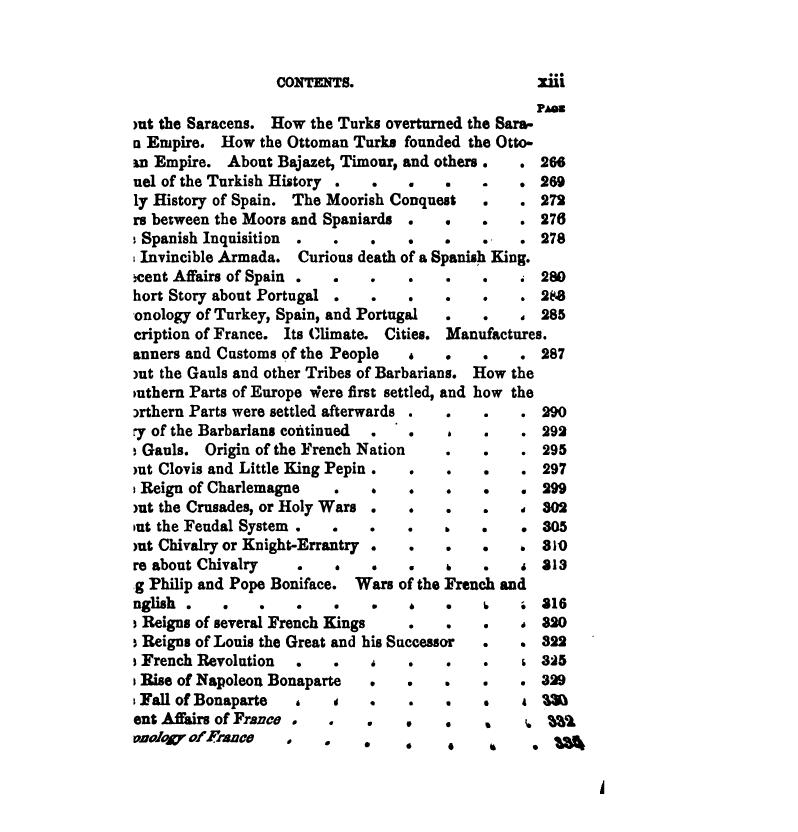 CONTENTS. xiii
PAGE
out the Saracens. How the Turks overturned the Sara-
n Empire. How the Ottoman Turks founded the Otto-
an Empire. About Bajazet, Timour, and others . . 266
uel of the Turkish History . . . . . . 269
ly History of Spain. The Moorish Conquest . . 272
rs between the Moors and Spaniards . . . . 276
Spanish Inquisition . . . . . . . 278
Invincible Armada. Curious death of a Spanish King.
cent Affairs of Spain . . . . . . . 280
hort Story about Portugal . . . . . . 283
onology of Turkey, Spain, and Portugal . . . 285
cription of France. Its Climate. Cities. Manufactures.
anners and Customs of the People . . . . 287
out the Gauls and other Tribes of Barbarians. How the
outhern Parts of Europe were first settled, and how the
orthern Parts were settled afterwards . . . . 290
ry of the Barbarians continued . . . . . 292
Gauls. Origin of the French Nation . . . 295
out Clovis and Little King Pepin . . . . . 297
Reign of Charlemagne . . . . . . 299
out the Crusades, or Holy Wars . . . . . 302
ut the Feudal System . . . . . . . 305
out Chivalry or Knight-Errantry . . . . . 310
re about Chivalry . . . . . . . 313
g Philip and Pope Boniface. Wars of the French and
nglish . . . . . . . . . . 316
Reigns of several French Kings . . . . 320
Reigns of Louis the Great and his Successor . . 322
French Revolution . . . . . . . 325
Rise of Napoleon Bonaparte . . . . . 329
Fall of Bonaparte . . . . . . . 330
ent Affairs of France . . . . . . . 332
onology of France . . . . . . . 334